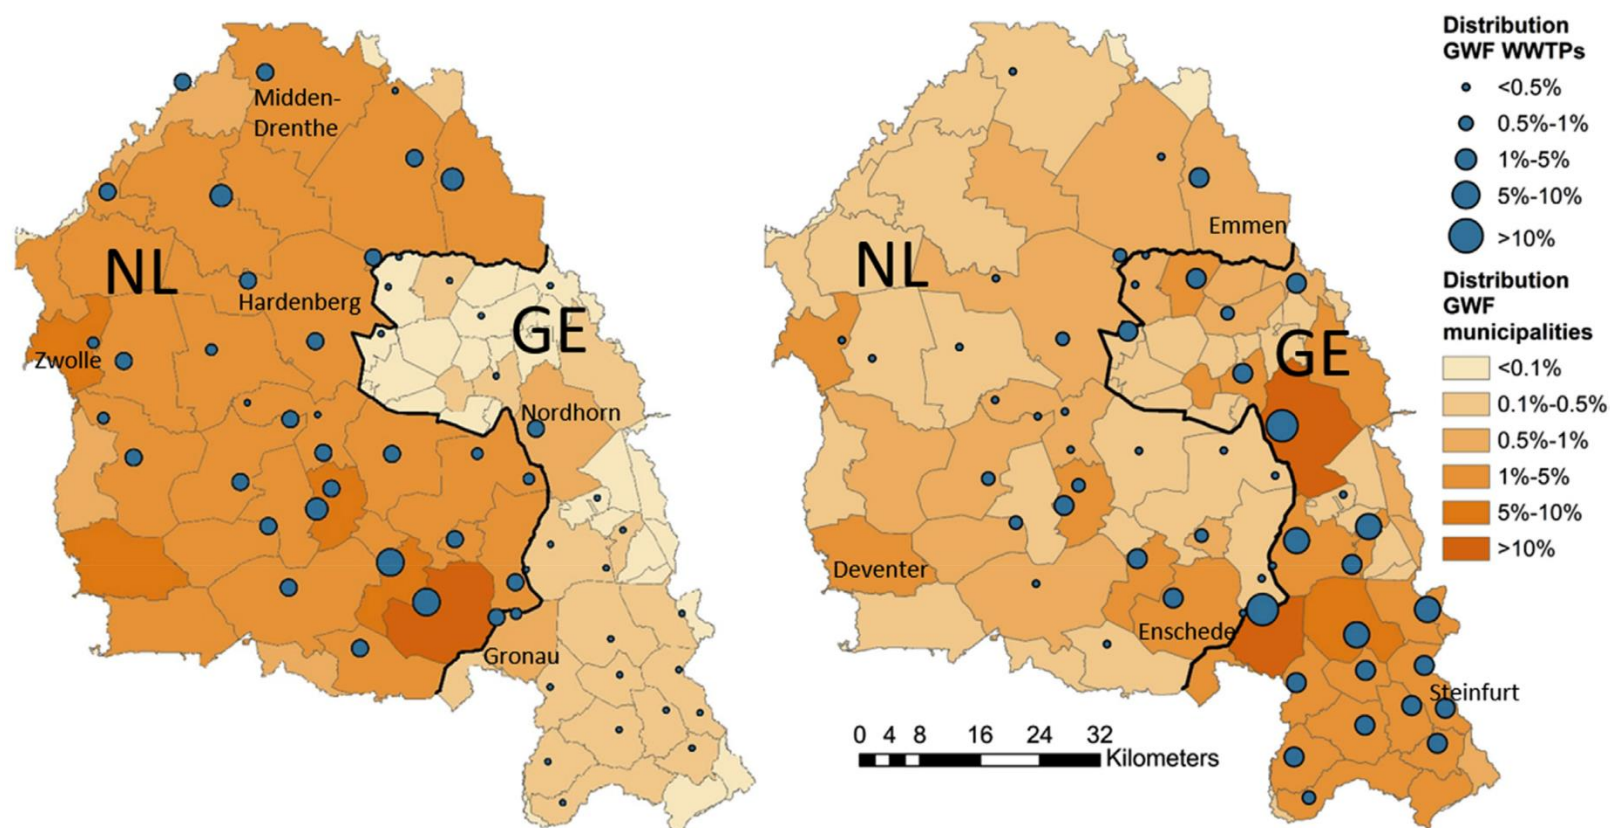 Midden-
Drenthe
NL
Hardenberg
GE
Zwolle
Nordhorn
Gronau
Emmen
NL
GE
Deventer
Enschede
Steinfurt
0 4 8 16 24 32
Kilometers
Distribution
GWF WWTPs
<0.5%
0.5%-1%
1%-5%
5%-10%
>10%
Distribution
GWF
municipalities
<0.1%
0.1%-0.5%
0.5%-1%
1%-5%
5%-10%
>10%